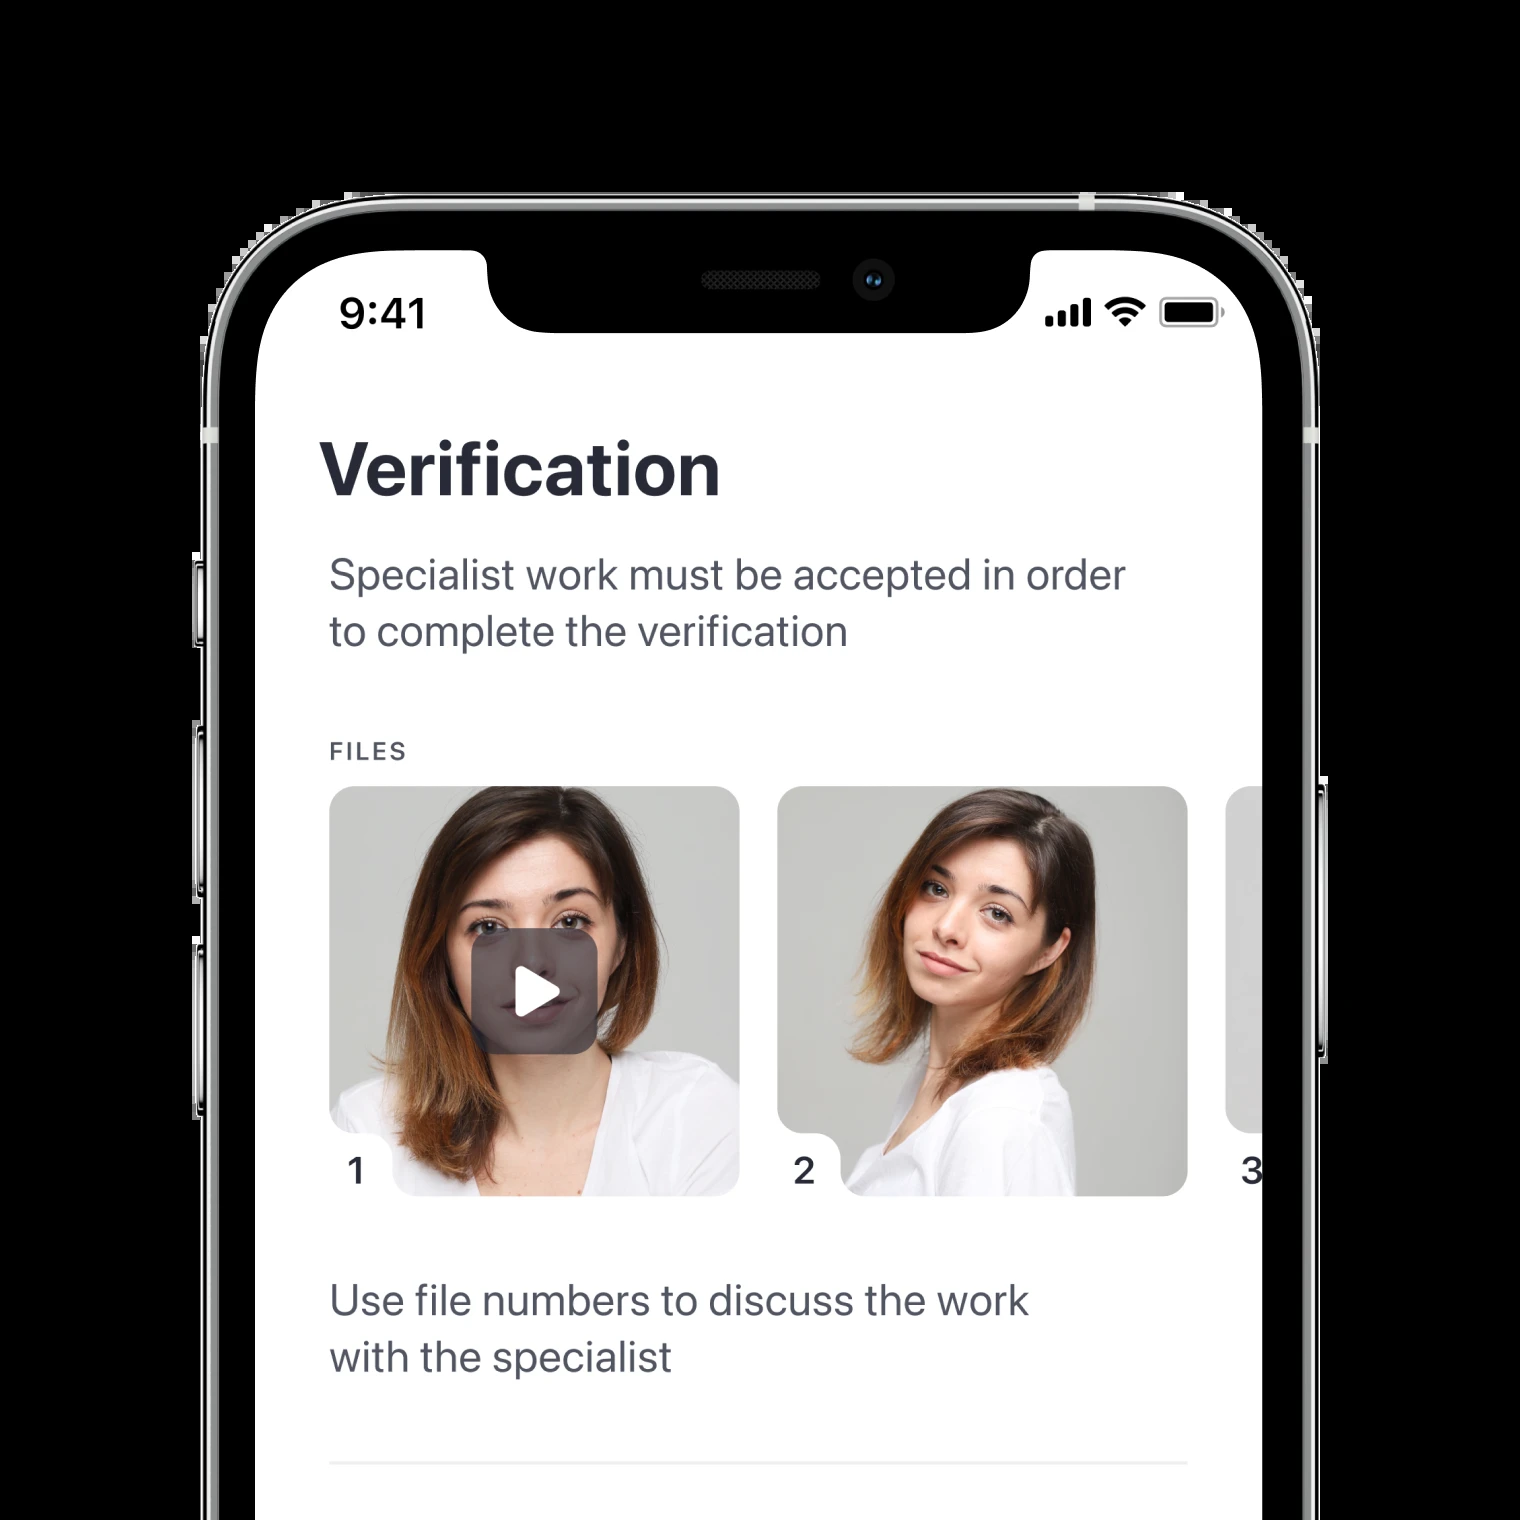 9:41
Verification
Specialist work must be accepted in order
to complete the verification
FILES
1
2
3
Use file numbers to discuss the work
with the specialist